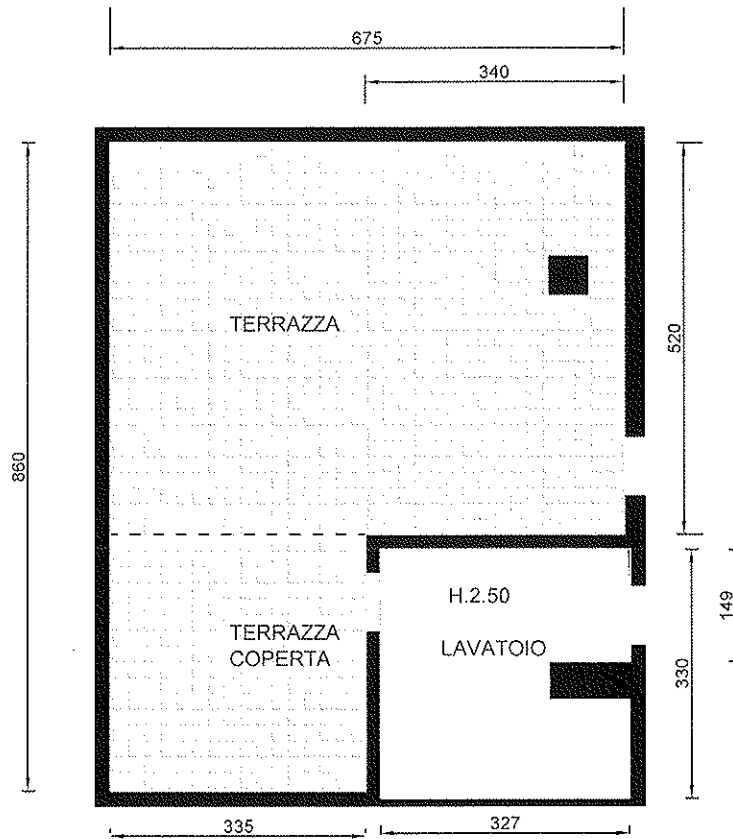 675
340
TERRAZZA
520
860
H.2.50
149
TERRAZZA
COPERTA
LAVATOIO
330
335
327